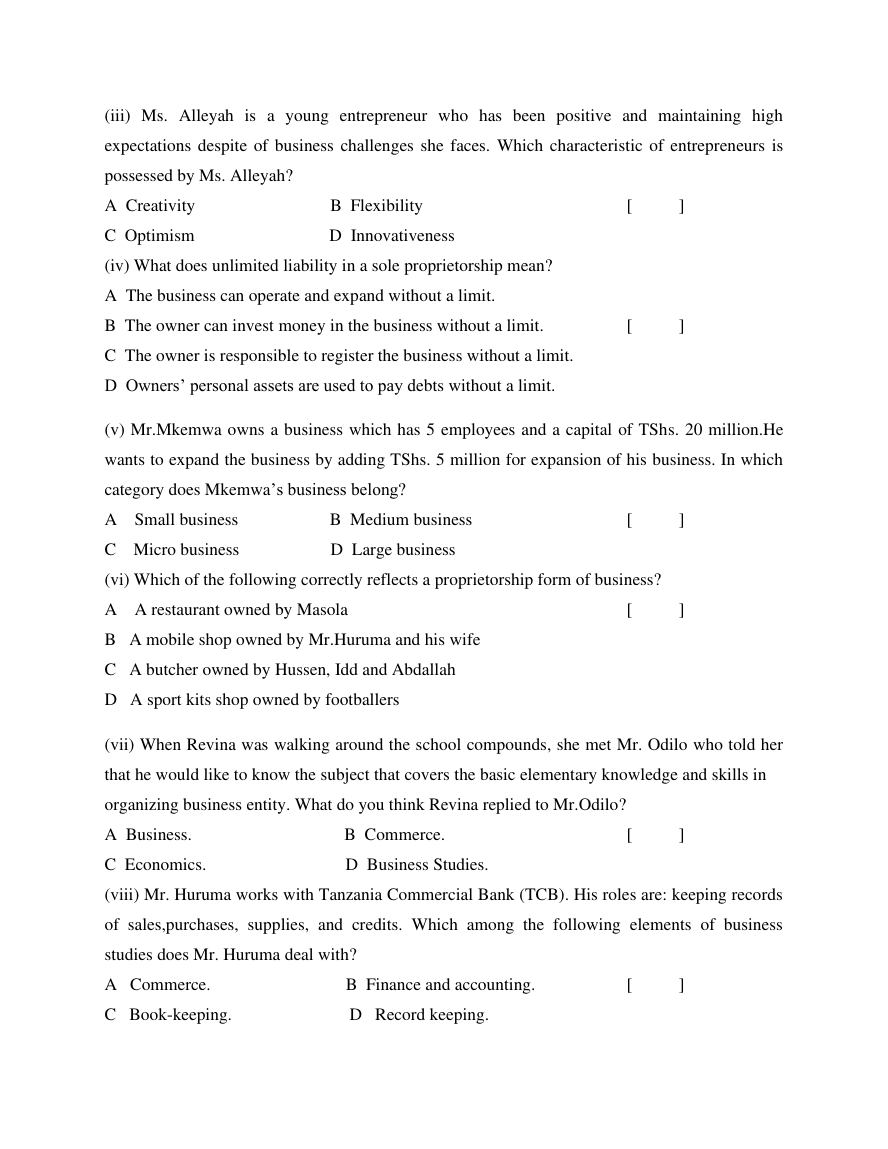 (iii) Ms. Alleyah is a young entrepreneur who has been positive and maintaining high
expectations despite of business challenges she faces. Which characteristic of entrepreneurs is
possessed by Ms. Alleyah?
A Creativity B Flexibility [ ]
C Optimism D Innovativeness
(iv) What does unlimited liability in a sole proprietorship mean?
A The business can operate and expand without a limit.
B The owner can invest money in the business without a limit. [ ]
C The owner is responsible to register the business without a limit.
D Owners’ personal assets are used to pay debts without a limit.
(v) Mr.Mkemwa owns a business which has 5 employees and a capital of TShs. 20 million.He
wants to expand the business by adding TShs. 5 million for expansion of his business. In which
category does Mkemwa’s business belong?
A Small business B Medium business [ ]
C Micro business D Large business
(vi) Which of the following correctly reflects a proprietorship form of business?
A A restaurant owned by Masola [ ]
B A mobile shop owned by Mr.Huruma and his wife
C A butcher owned by Hussen, Idd and Abdallah
D A sport kits shop owned by footballers
(vii) When Revina was walking around the school compounds, she met Mr. Odilo who told her
that he would like to know the subject that covers the basic elementary knowledge and skills in
organizing business entity. What do you think Revina replied to Mr.Odilo?
A Business. B Commerce. [ ]
C Economics. D Business Studies.
(viii) Mr. Huruma works with Tanzania Commercial Bank (TCB). His roles are: keeping records
of sales,purchases, supplies, and credits. Which among the following elements of business
studies does Mr. Huruma deal with?
A Commerce. B Finance and accounting. [ ]
C Book-keeping. D Record keeping.